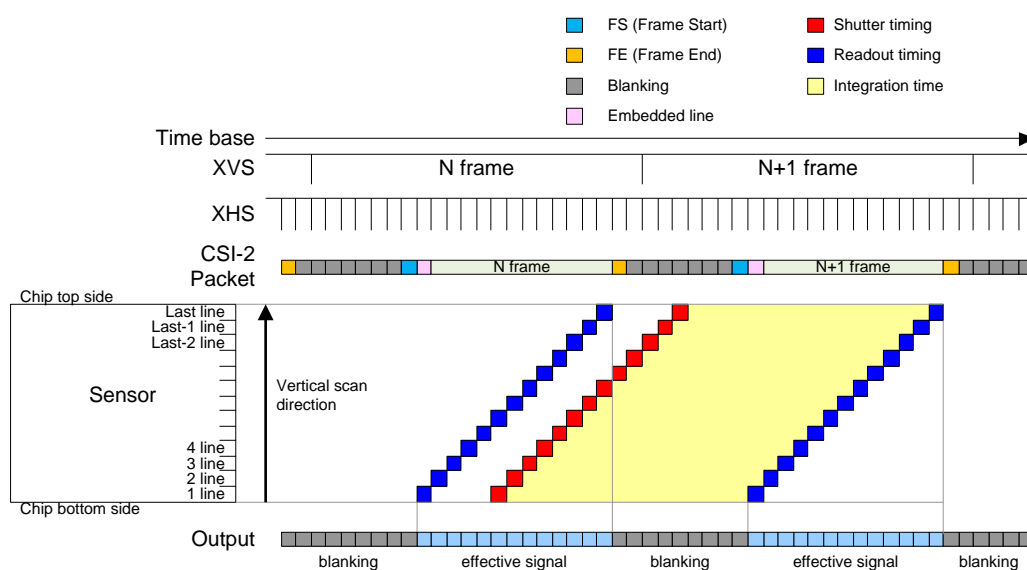 FS (Frame Start)
Shutter timing
FE (Frame End)
Readout timing
Blanking
Integration time
Embedded line
Time base
XVS
N frame
N+1 frame
XHS
CSI-2
Packet
N frame
N+1 frame
Chip top side
Last line
Last-1 line
Last-2 line
Sensor
Vertical scan
direction
4 line
3 line
2 line
1 line
Chip bottom side
Output
blanking
effective signal
blanking
effective signal
blanking